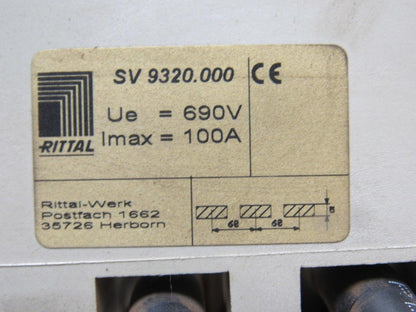 SV 9320.000
CE
Ue = 690V
Imax = 100A
RITTAL
Rittal-Werk
Postfach 1662
35726 Herborn
60 60